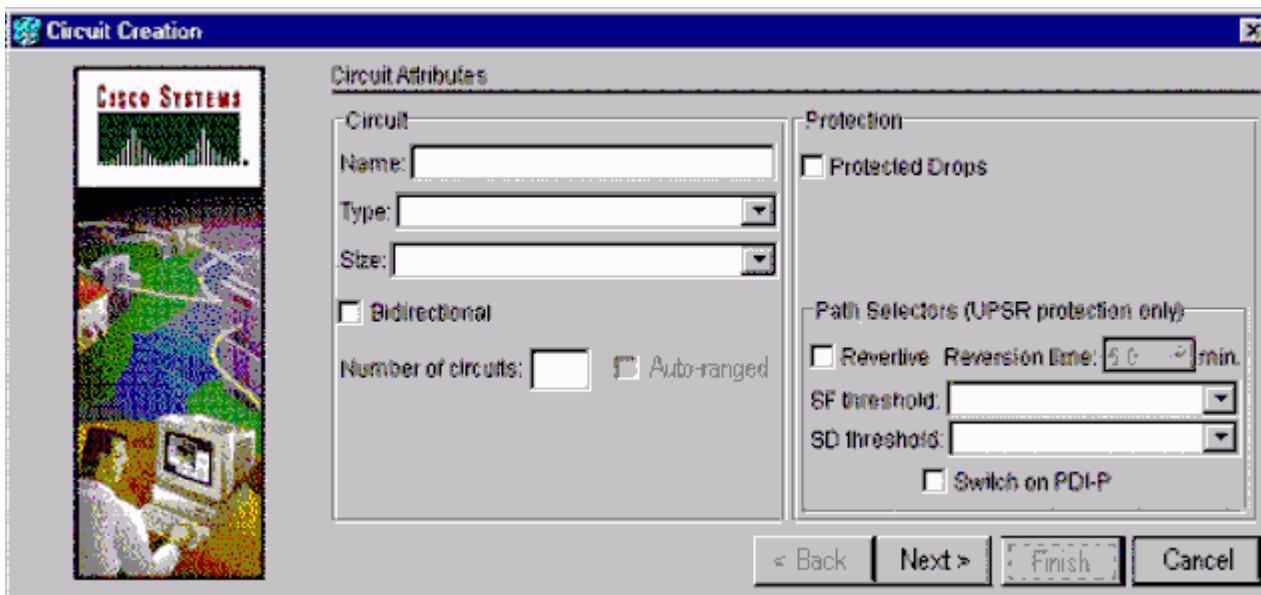 Circuit Creation
CISCO SYSTEMS
Circuit Attributes
Circuit
Name:
Type:
Size:
Bidirectional
Number of circuits:
Auto-ranged
Protection
Protected Drops
Path Selectors (UPSR protection only)
Revertive Reversion time: 5.0 min.
SF threshold:
SD threshold:
Switch on PDI-P
< Back Next > Finish Cancel